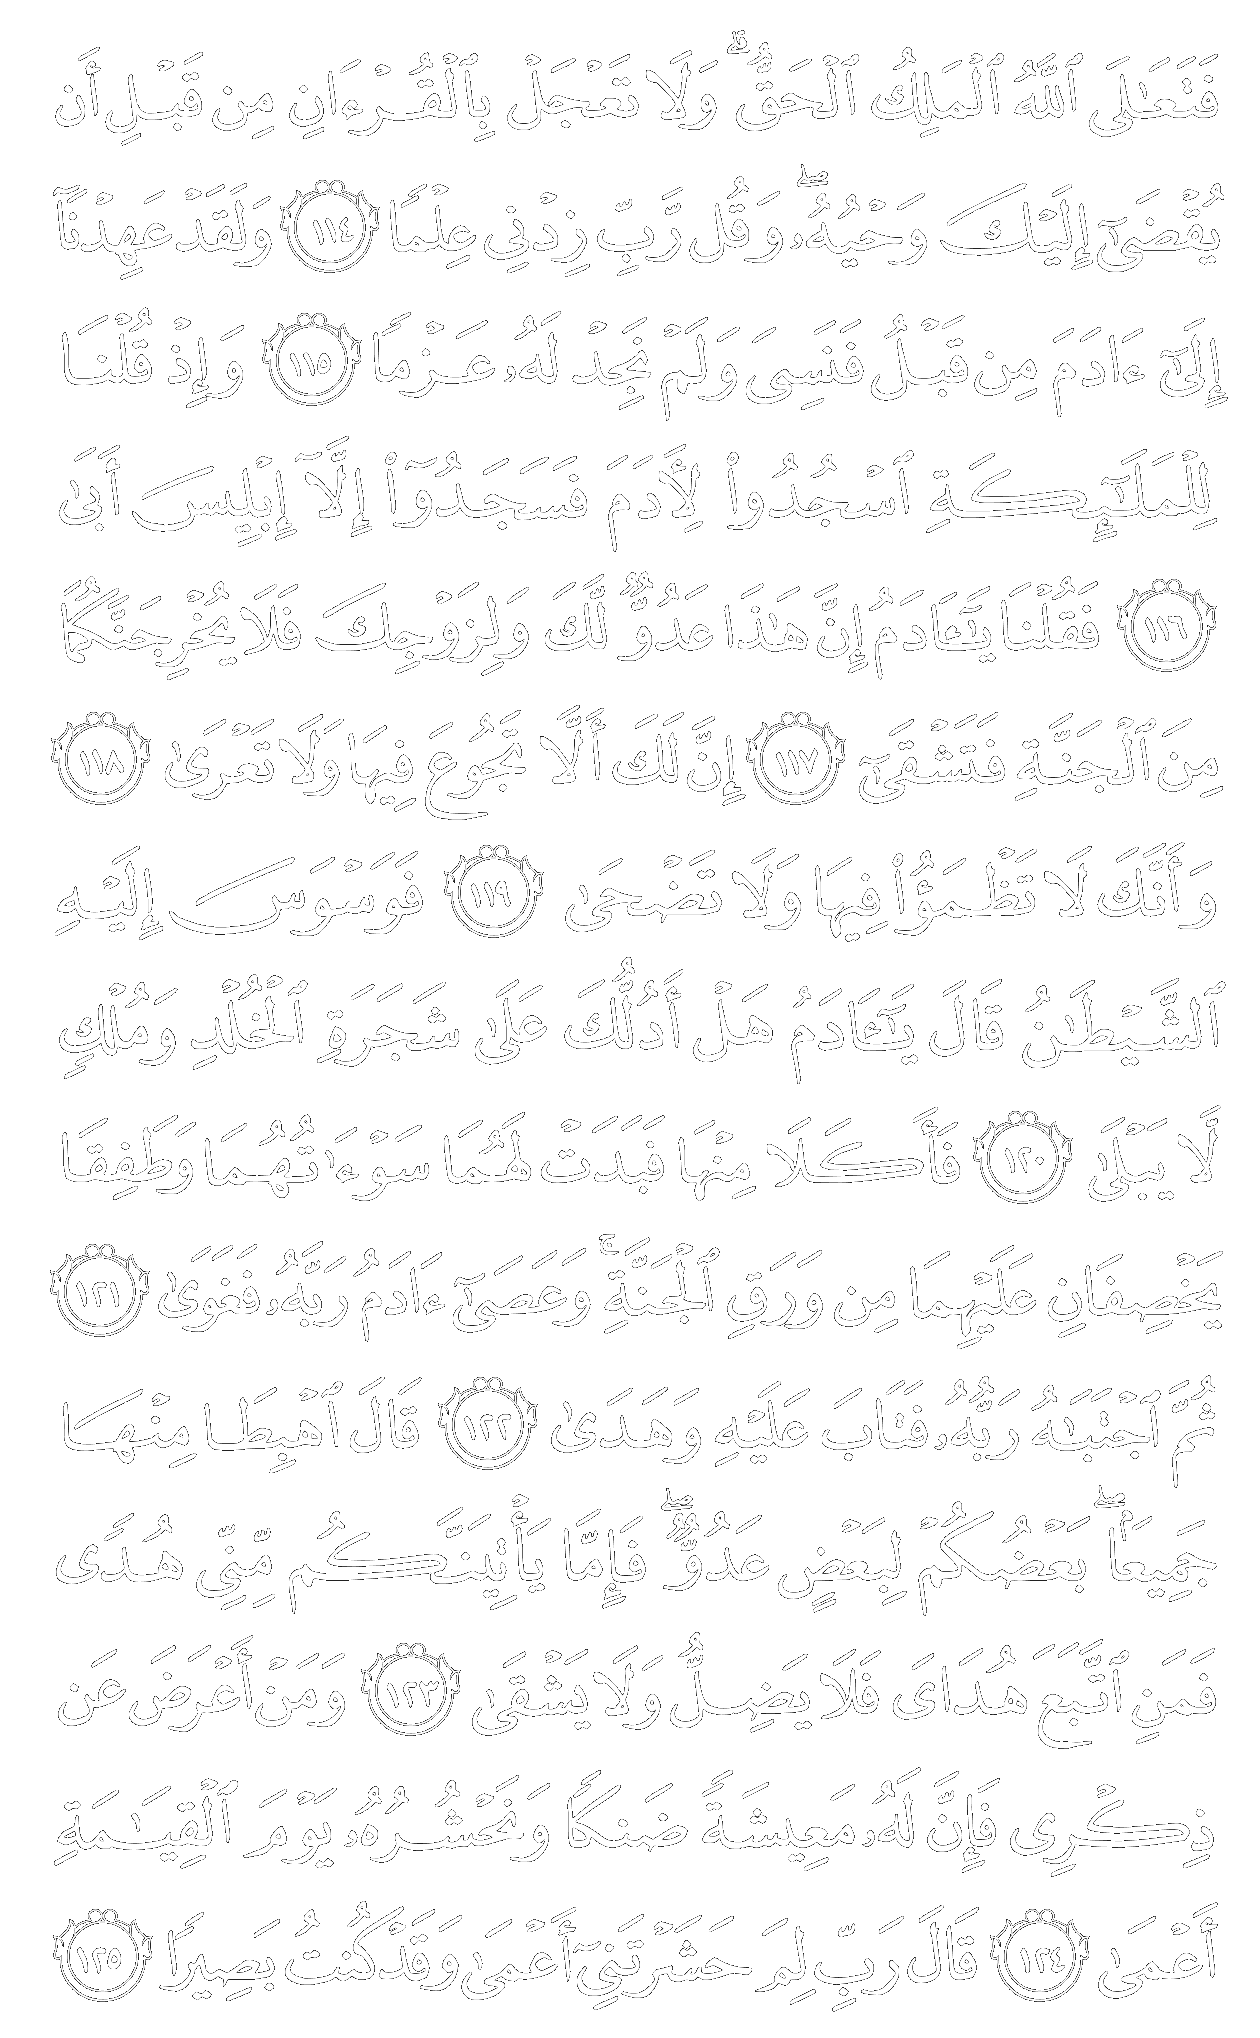 فَتَعَٰلَى ٱللَّهُ ٱلْمَلِكُ ٱلْحَقُّ ۗ وَلَا تَعْجَلْ بِٱلْقُرْءَانِ مِن قَبْلِ أَن
يُقْضَىٰٓ إِلَيْكَ وَحْيُهُۥ ۖ وَقُل رَّبِّ زِدْنِى عِلْمًا ١١٤ وَلَقَدْ عَهِدْنَآ
إِلَىٰٓ ءَادَمَ مِن قَبْلُ فَنَسِىَ وَلَمْ نَجِدْ لَهُۥ عَزْمًا ١١٥ وَإِذْ قُلْنَا
لِلْمَلَٰٓئِكَةِ ٱسْجُدُوا۟ لِءَادَمَ فَسَجَدُوٓا۟ إِلَّآ إِبْلِيسَ أَبَىٰ
١١٦ فَقُلْنَا يَٰٓـَٔادَمُ إِنَّ هَٰذَا عَدُوٌّ لَّكَ وَلِزَوْجِكَ فَلَا يُخْرِجَنَّكُمَا
مِنَ ٱلْجَنَّةِ فَتَشْقَىٰٓ ١١٧ إِنَّ لَكَ أَلَّا تَجُوعَ فِيهَا وَلَا تَعْرَىٰ ١١٨
وَأَنَّكَ لَا تَظْمَؤُا۟ فِيهَا وَلَا تَضْحَىٰ ١١٩ فَوَسْوَسَ إِلَيْهِ
ٱلشَّيْطَٰنُ قَالَ يَٰٓـَٔادَمُ هَلْ أَدُلُّكَ عَلَىٰ شَجَرَةِ ٱلْخُلْدِ وَمُلْكٍ
لَّا يَبْلَىٰ ١٢٠ فَأَكَلَا مِنْهَا فَبَدَتْ لَهُمَا سَوْءَٰتُهُمَا وَطَفِقَا
يَخْصِفَانِ عَلَيْهِمَا مِن وَرَقِ ٱلْجَنَّةِ ۚ وَعَصَىٰٓ ءَادَمُ رَبَّهُۥ فَغَوَىٰ ١٢١
ثُمَّ ٱجْتَبَٰهُ رَبُّهُۥ فَتَابَ عَلَيْهِ وَهَدَىٰ ١٢٢ قَالَ ٱهْبِطَا مِنْهَا
جَمِيعًۢا ۖ بَعْضُكُمْ لِبَعْضٍ عَدُوٌّ ۖ فَإِمَّا يَأْتِيَنَّكُم مِّنِّى هُدًى
فَمَنِ ٱتَّبَعَ هُدَاىَ فَلَا يَضِلُّ وَلَا يَشْقَىٰ ١٢٣ وَمَنْ أَعْرَضَ عَن
ذِكْرِى فَإِنَّ لَهُۥ مَعِيشَةً ضَنكًا وَنَحْشُرُهُۥ يَوْمَ ٱلْقِيَٰمَةِ
أَعْمَىٰ ١٢٤ قَالَ رَبِّ لِمَ حَشَرْتَنِىٓ أَعْمَىٰ وَقَدْ كُنتُ بَصِيرًا ١٢٥